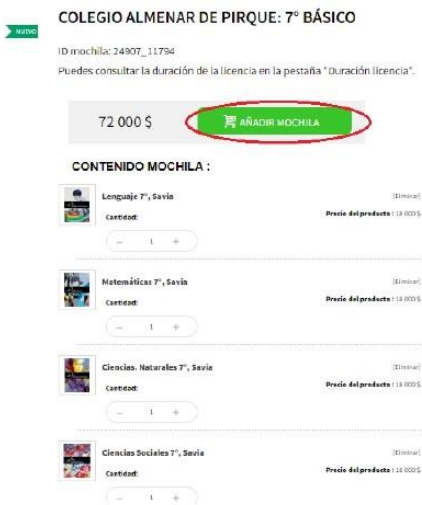 COLEGIO ALMENAR DE PIRQUE: 7° BÁSICO
NUEVO
ID mochila: 24907_11794
Puedes consultar la duración de la licencia en la pestaña "Duración licencia".
72 000 $ AÑADIR MOCHILA
CONTENIDO MOCHILA :
Lenguaje 7°, Savia [Eliminar]
Cantidad: Precio del producto : 18 000 $
– 1 +
Matemáticas 7°, Savia [Eliminar]
Cantidad: Precio del producto : 18 000 $
– 1 +
Ciencias. Naturales 7°, Savia [Eliminar]
Cantidad: Precio del producto : 18 000 $
– 1 +
Ciencias Sociales 7°, Savia [Eliminar]
Cantidad: Precio del producto : 18 000 $
– 1 +